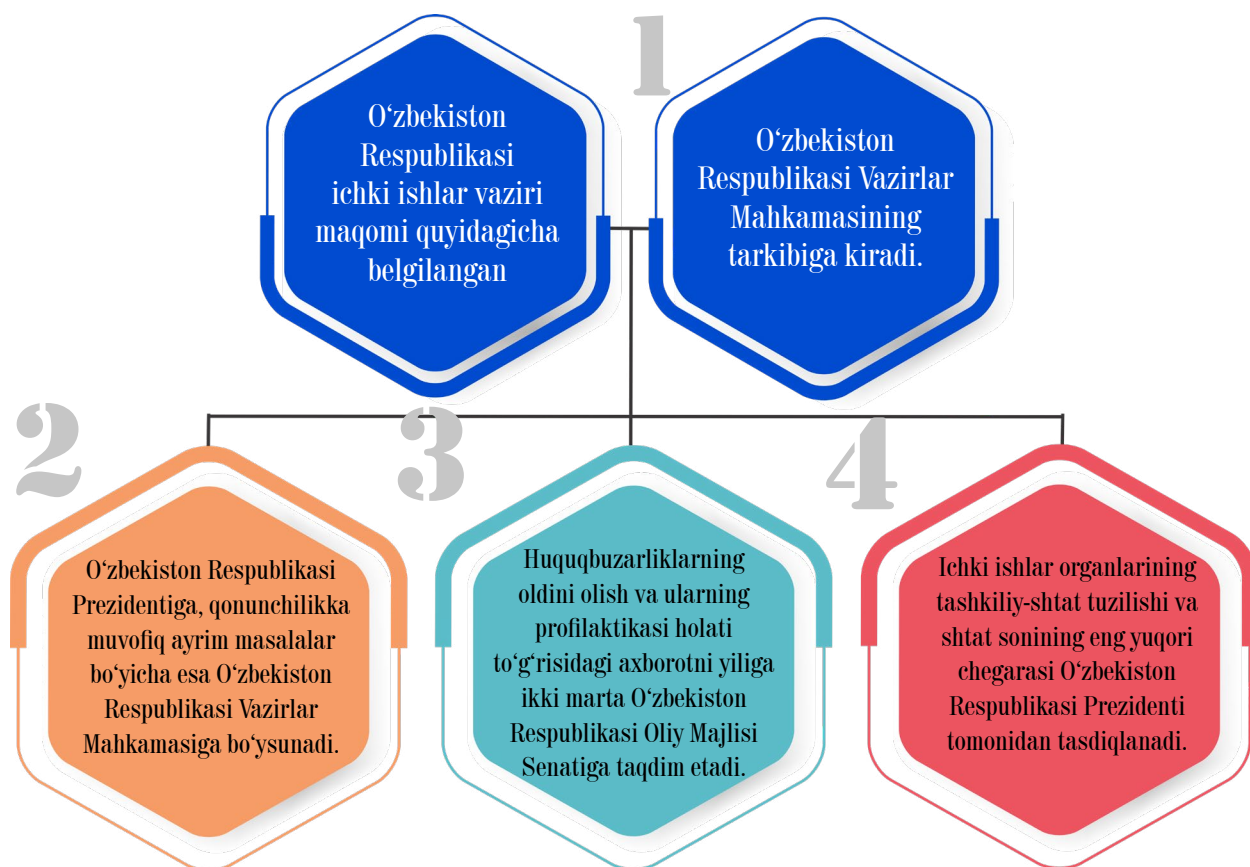 O‘zbekiston
Respublikasi
ichki ishlar vaziri
maqomi quyidagicha
belgilangan
1
O‘zbekiston
Respublikasi Vazirlar
Mahkamasining
tarkibiga kiradi.
2
O‘zbekiston Respublikasi
Prezidentiga, qonunchilikka
muvofiq ayrim masalalar
bo‘yicha esa O‘zbekiston
Respublikasi Vazirlar
Mahkamasiga bo‘ysunadi.
3
Huquqbuzarliklarning
oldini olish va ularning
profilaktikasi holati
to‘g‘risidagi axborotni yiliga
ikki marta O‘zbekiston
Respublikasi Oliy Majlisi
Senatiga taqdim etadi.
4
Ichki ishlar organlarining
tashkiliy-shtat tuzilishi va
shtat sonining eng yuqori
chegarasi O‘zbekiston
Respublikasi Prezidenti
tomonidan tasdiqlanadi.